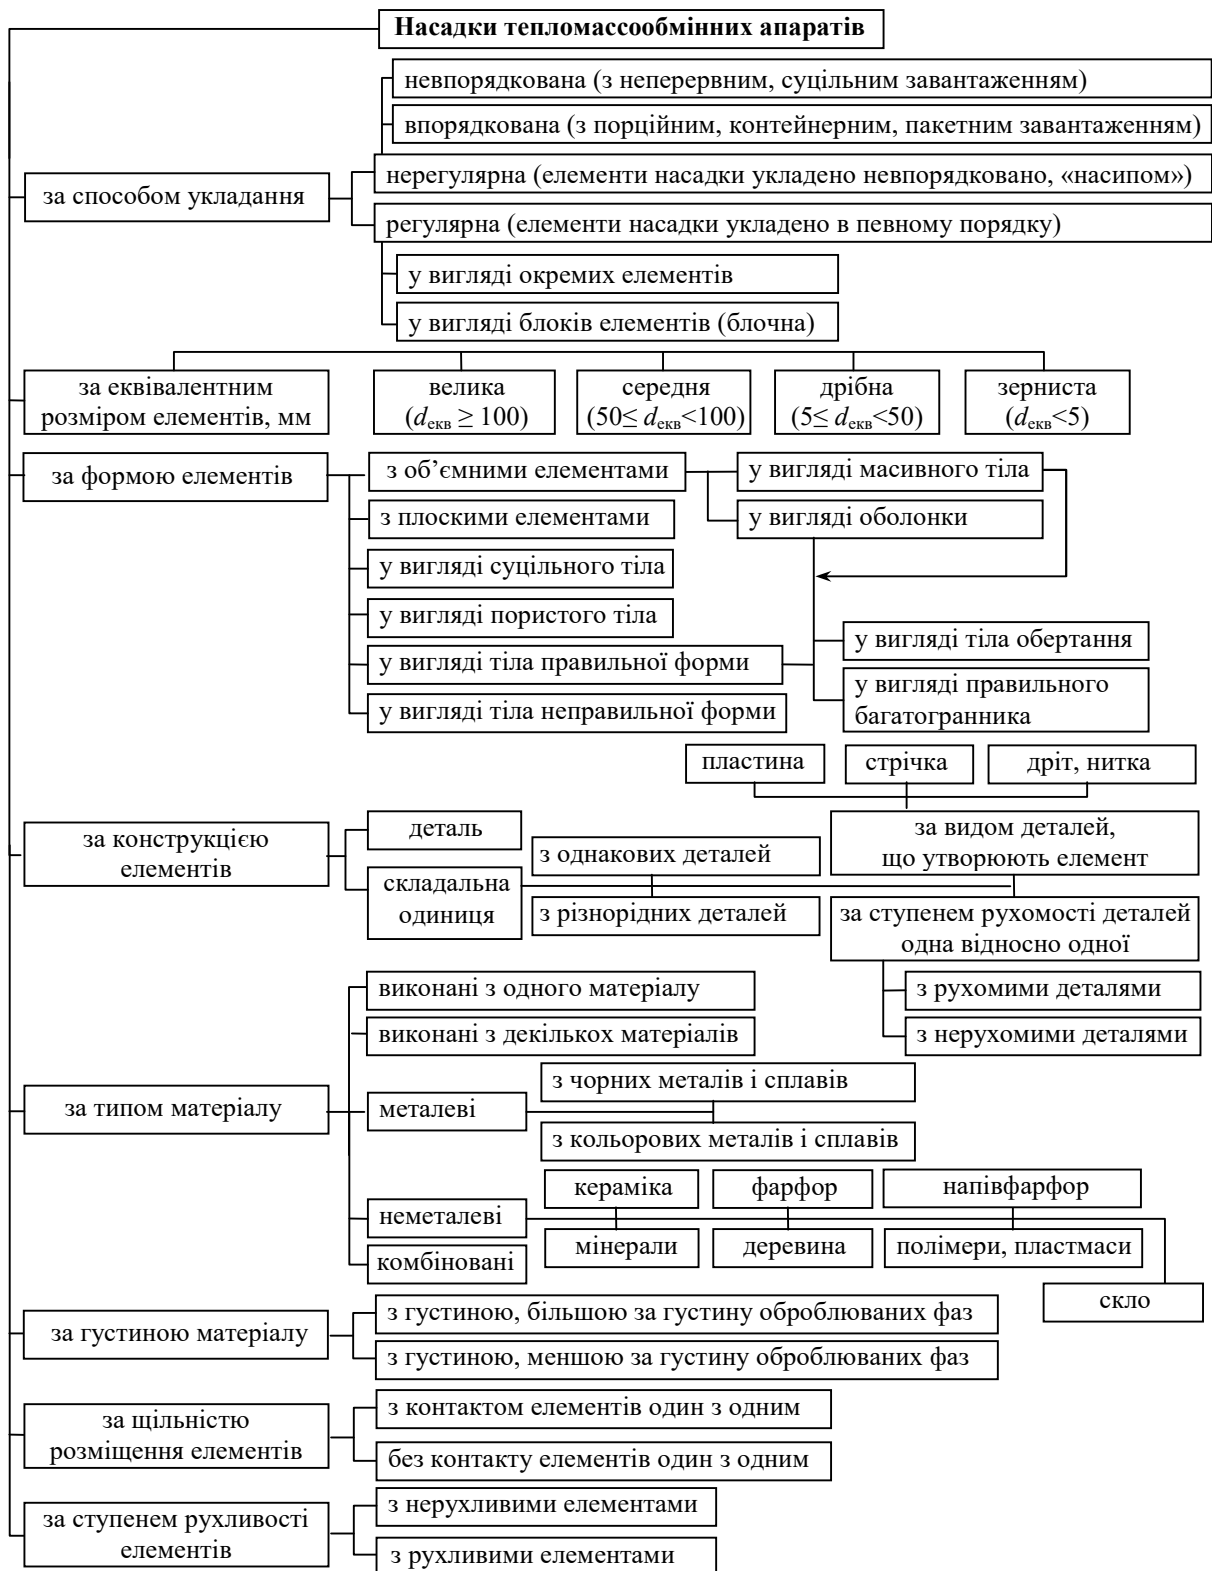 Насадки тепломассообмінних апаратів
невпорядкована (з неперервним, суцільним завантаженням)
впорядкована (з порційним, контейнерним, пакетним завантаженням)
за способом укладання
нерегулярна (елементи насадки укладено невпорядковано, «насипом»)
регулярна (елементи насадки укладено в певному порядку)
у вигляді окремих елементів
у вигляді блоків елементів (блочна)
за еквівалентним
розміром елементів, мм
велика
(dекв ≥ 100)
середня
(50≤ dекв<100)
дрібна
(5≤ dекв<50)
зерниста
(dекв<5)
за формою елементів
з об’ємними елементами
у вигляді масивного тіла
з плоскими елементами
у вигляді оболонки
у вигляді суцільного тіла
у вигляді пористого тіла
у вигляді тіла правильної форми
у вигляді тіла обертання
у вигляді правильного
багатогранника
у вигляді тіла неправильної форми
пластина
стрічка
дріт, нитка
за конструкцією
елементів
деталь
складальна
одиниця
з однакових деталей
з різнорідних деталей
за видом деталей,
що утворюють елемент
за ступенем рухомості деталей
одна відносно одної
з рухомими деталями
з нерухомими деталями
за типом матеріалу
виконані з одного матеріалу
виконані з декількох матеріалів
металеві
з чорних металів і сплавів
з кольорових металів і сплавів
неметалеві
кераміка
фарфор
напівфарфор
мінерали
деревина
полімери, пластмаси
скло
комбіновані
за густиною матеріалу
з густиною, більшою за густину оброблюваних фаз
з густиною, меншою за густину оброблюваних фаз
за щільністю
розміщення елементів
з контактом елементів один з одним
без контакту елементів один з одним
за ступенем рухливості
елементів
з нерухливими елементами
з рухливими елементами